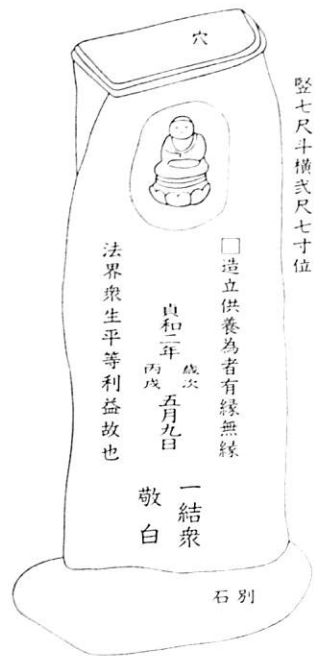 竪七尺斗横弍尺七寸位
穴
□造立供養為者有縁無縁
貞和二年歳次丙戌五月九日
法界衆生平等利益故也
一結衆
敬白
別石